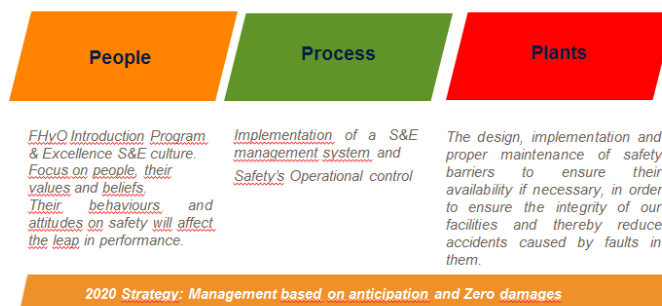 People
Process
Plants
FHyO Introduction Program
& Excellence S&E culture.
Focus on people, their
values and beliefs.
Their behaviours and
attitudes on safety will affect
the leap in performance.
Implementation of a S&E
management system and
Safety's Operational control
The design, implementation and
proper maintenance of safety
barriers to ensure their
availability if necessary, in order
to ensure the integrity of our
facilities and thereby reduce
accidents caused by faults in
them.
2020 Strategy: Management based on anticipation and Zero damages